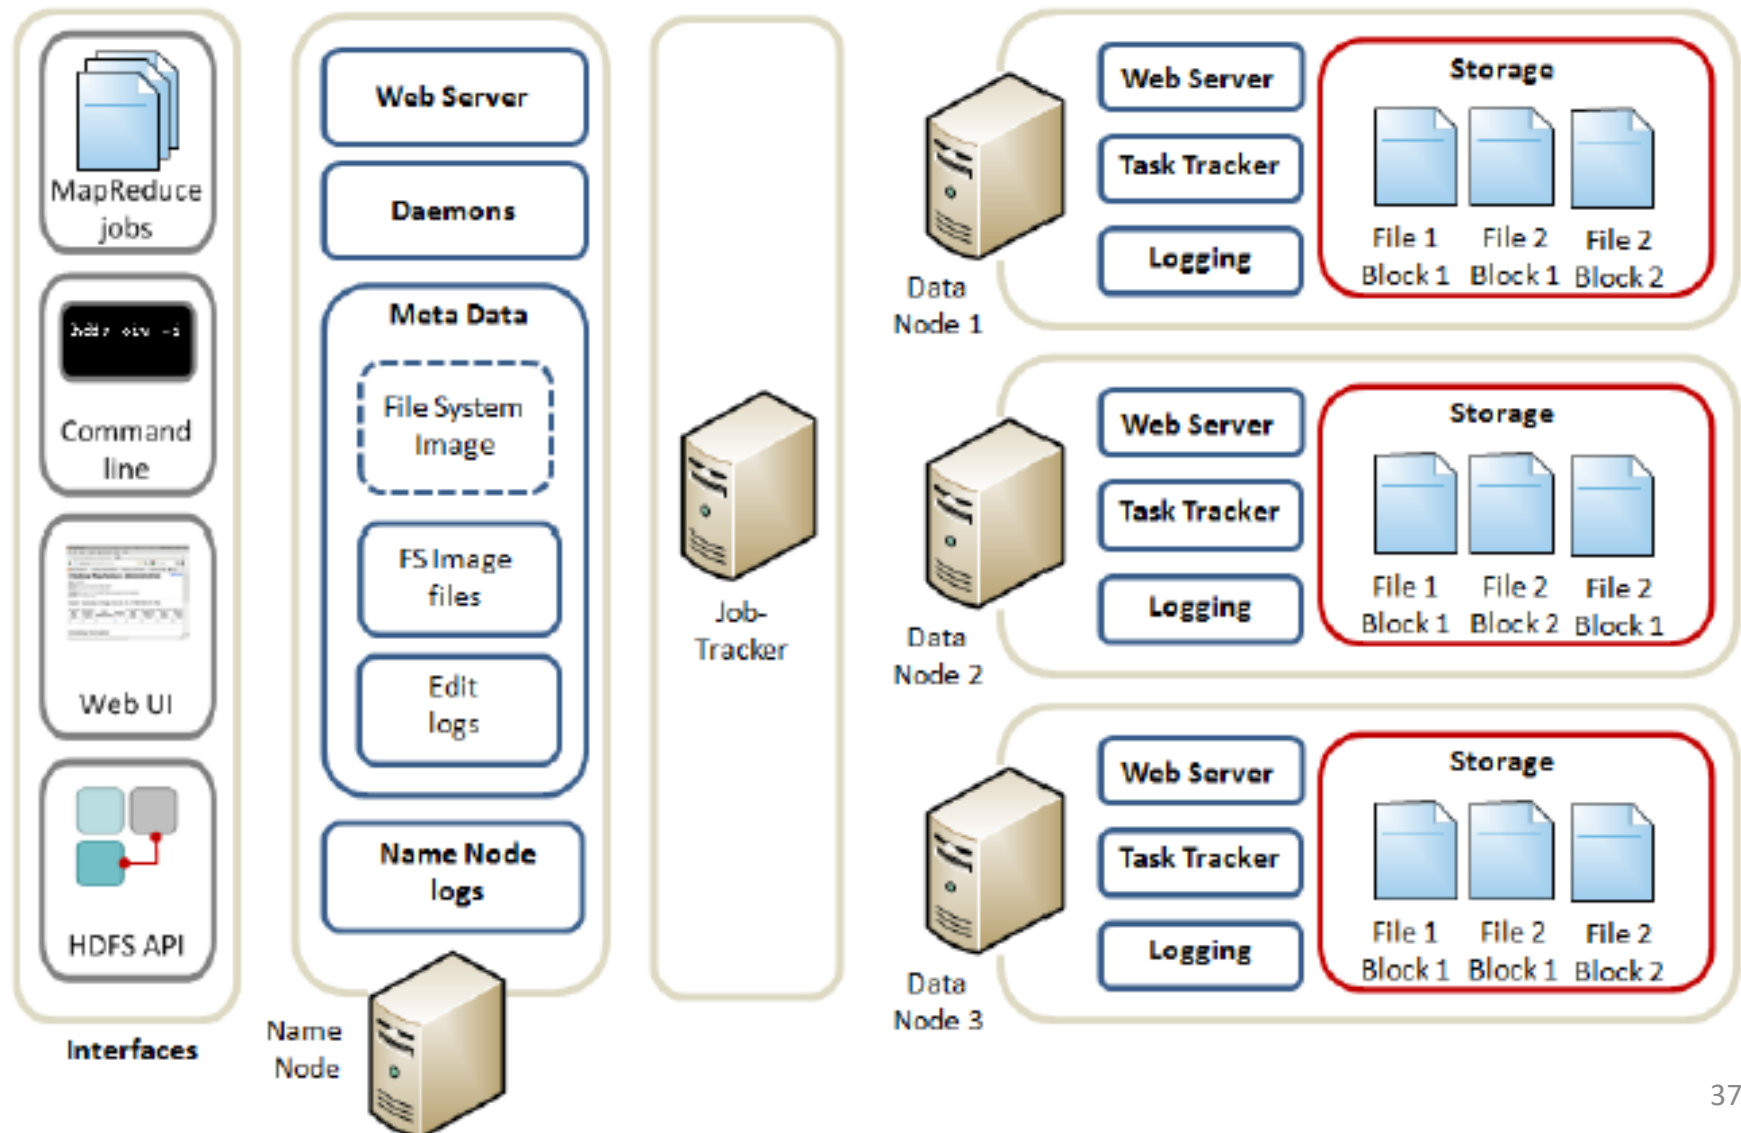 MapReduce
jobs
Command
line
Web UI
HDFS API
Interfaces
Web Server
Daemons
Meta Data
File System
Image
FS Image
files
Edit
logs
Name Node
logs
Name
Node
Job-
Tracker
Data
Node 1
Web Server
Task Tracker
Logging
Storage
File 1
Block 1
File 2
Block 1
File 2
Block 2
Data
Node 2
Web Server
Task Tracker
Logging
Storage
File 1
Block 1
File 2
Block 2
File 2
Block 1
Data
Node 3
Web Server
Task Tracker
Logging
Storage
File 1
Block 1
File 2
Block 1
File 2
Block 2
37